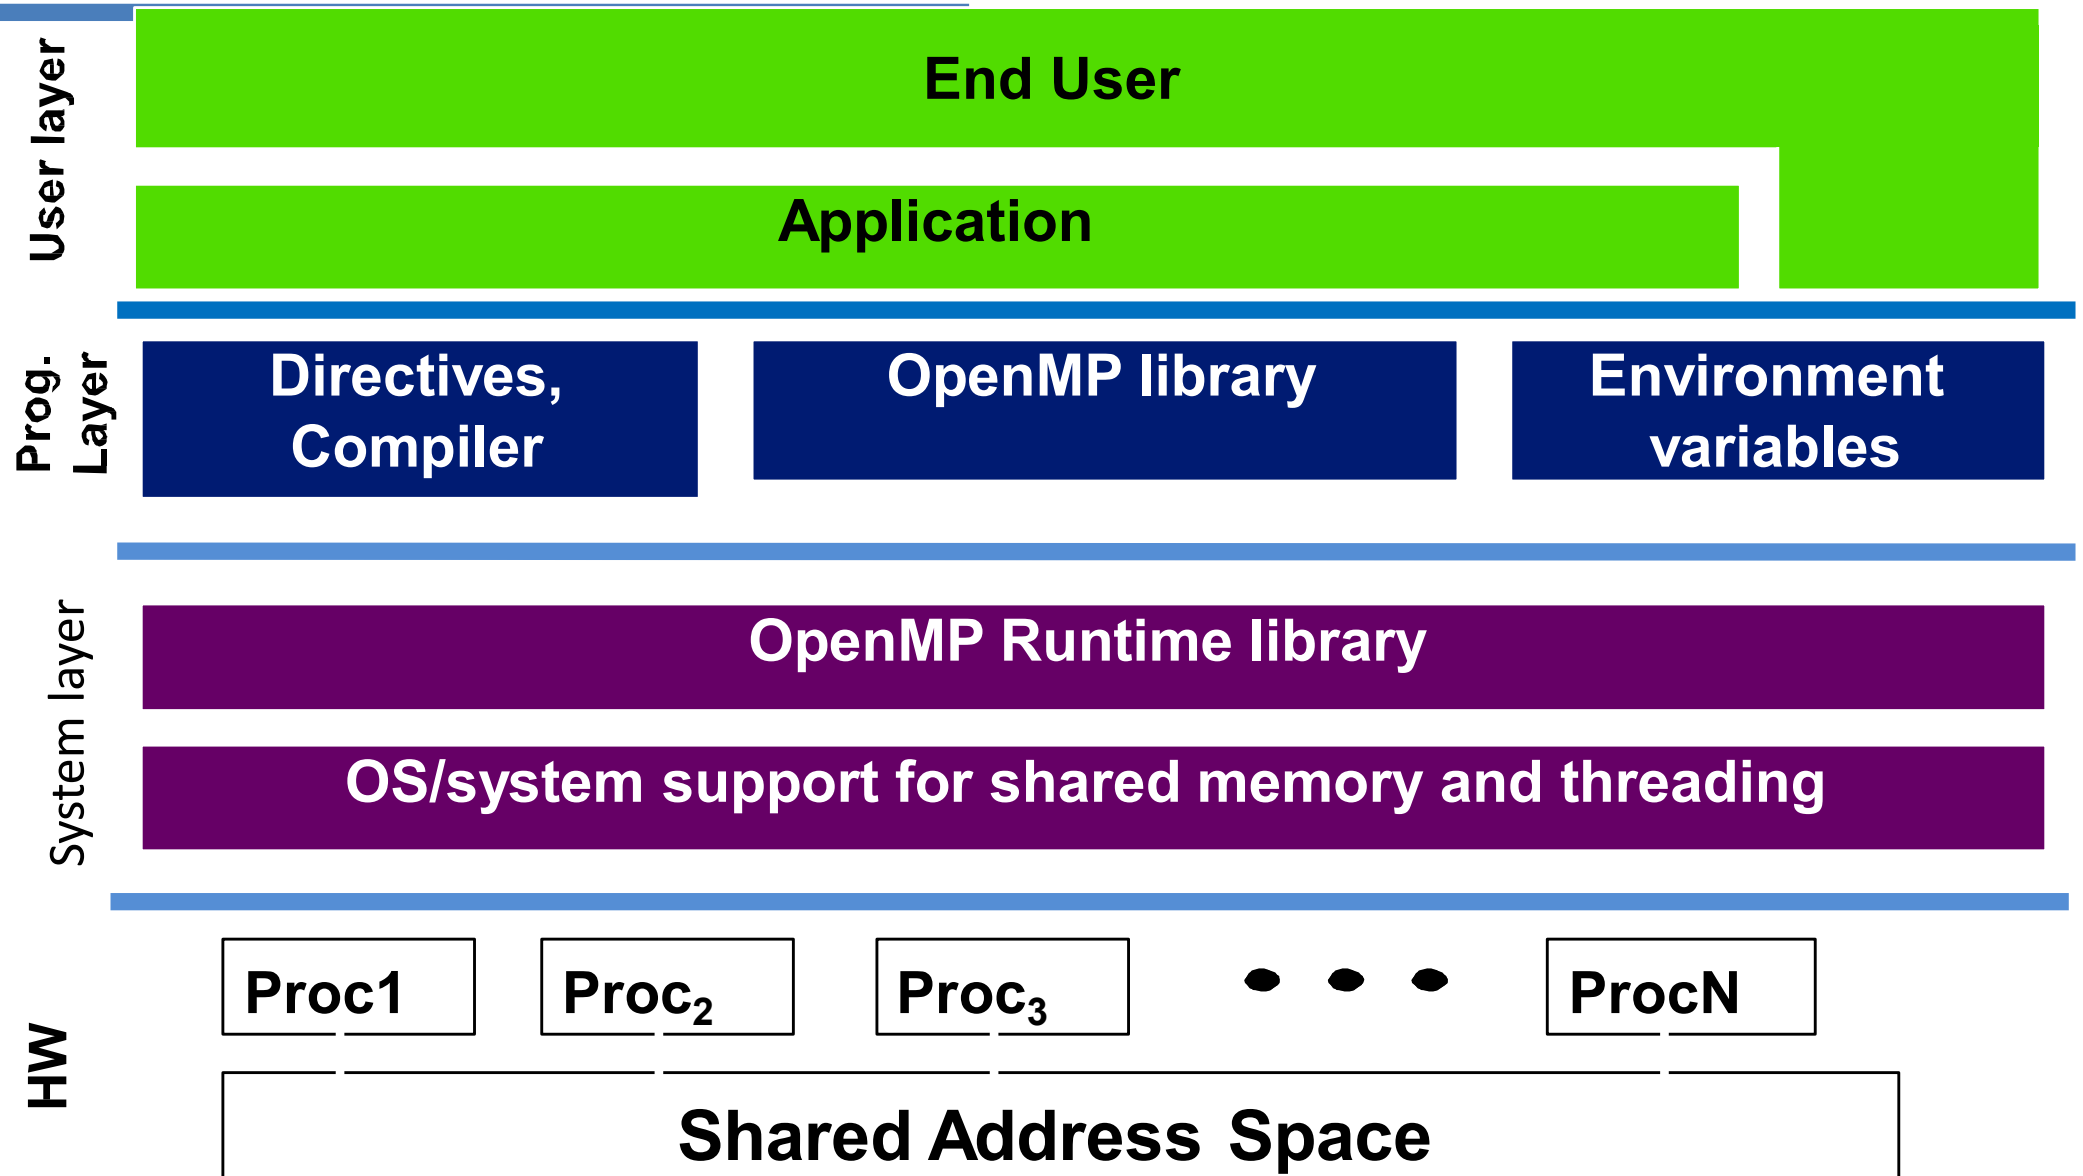 User layer
End User
Application
Prog.
Layer
Directives,
Compiler
OpenMP library
Environment
variables
System layer
OpenMP Runtime library
OS/system support for shared memory and threading
HW
Proc1
Proc2
Proc3
ProcN
Shared Address Space